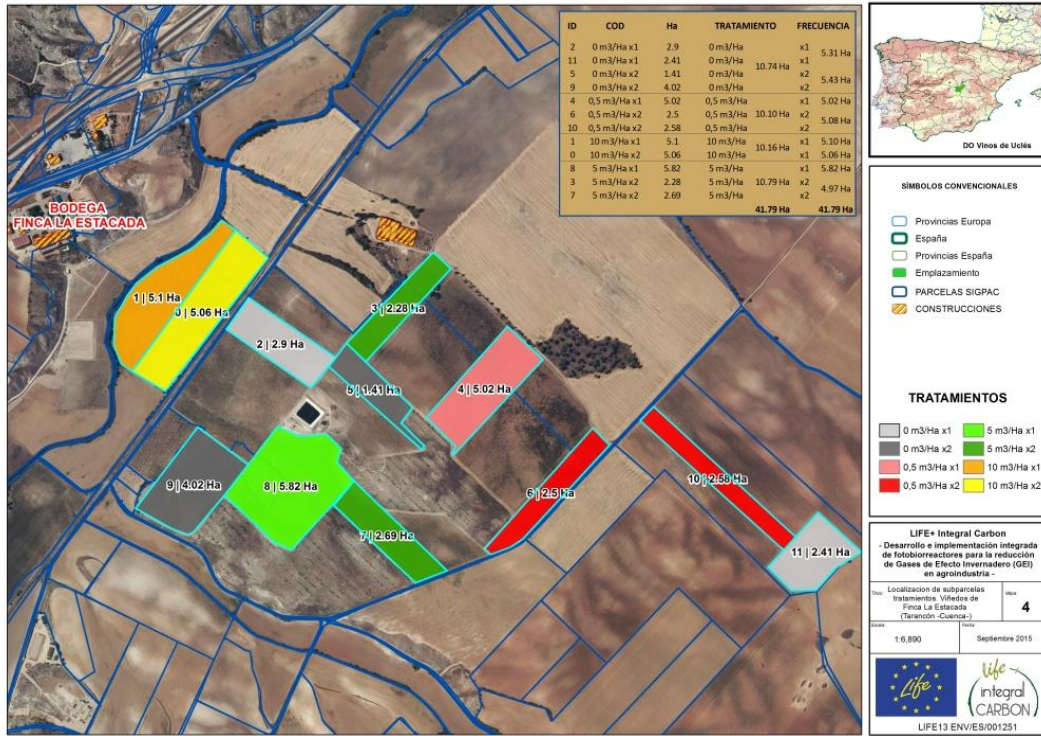 ID COD Ha TRATAMIENTO FRECUENCIA
2 0 m3/Ha x1 2.9 0 m3/Ha x1
5.31 Ha
11 0 m3/Ha x1 2.41 0 m3/Ha x1
10.74 Ha
5 0 m3/Ha x2 1.41 0 m3/Ha x2
5.43 Ha
9 0 m3/Ha x2 4.02 0 m3/Ha x2
4 0,5 m3/Ha x1 5.02 0,5 m3/Ha x1 5.02 Ha
6 0,5 m3/Ha x2 2.5 0,5 m3/Ha 10.10 Ha x2
5.08 Ha
10 0,5 m3/Ha x2 2.58 0,5 m3/Ha x2
1 10 m3/Ha x1 5.1 10 m3/Ha x1 5.10 Ha
10.16 Ha
0 10 m3/Ha x2 5.06 10 m3/Ha x1 5.06 Ha
8 5 m3/Ha x1 5.82 5 m3/Ha x1 5.82 Ha
3 5 m3/Ha x2 2.28 5 m3/Ha 10.79 Ha x2
4.97 Ha
7 5 m3/Ha x2 2.69 5 m3/Ha x2
41.79 Ha 41.79 Ha
BODEGA
FINCA LA ESTACADA
1 | 5.1 Ha
0 | 5.06 Ha
3 | 2.28 Ha
2 | 2.9 Ha
5 | 1.41 Ha
4 | 5.02 Ha
9 | 4.02 Ha
8 | 5.82 Ha
6 | 2.5 Ha
10 | 2.58 Ha
7 | 2.69 Ha
11 | 2.41 Ha
DO Vinos de Uclés
SÍMBOLOS CONVENCIONALES
Provincias Europa
España
Provincias España
Emplazamiento
PARCELAS SIGPAC
CONSTRUCCIONES
TRATAMIENTOS
0 m3/Ha x1
5 m3/Ha x1
0 m3/Ha x2
5 m3/Ha x2
0,5 m3/Ha x1
10 m3/Ha x1
0,5 m3/Ha x2
10 m3/Ha x2
LIFE+ Integral Carbon
- Desarrollo e implementación integrada
de fotobiorreactores para la reducción
de Gases de Efecto Invernadero (GEI)
en agroindustria -
Localizacion de subparcelas
tratamientos. Viñedos de
Finca La Estacada
(Tarancón -Cuenca-)
4
1:6,890
Septiembre 2015
Life
life
integral
CARBON
LIFE13 ENV/ES/001251